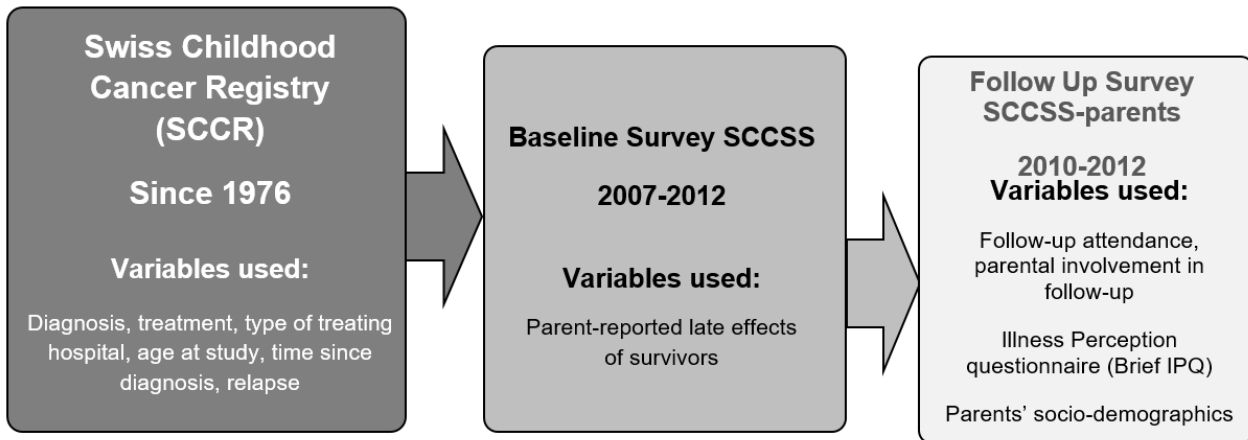 Swiss Childhood
Cancer Registry
(SCCR)
Since 1976
Variables used:
Diagnosis, treatment, type of treating
hospital, age at study, time since
diagnosis, relapse
Baseline Survey SCCSS
2007-2012
Variables used:
Parent-reported late effects
of survivors
Follow Up Survey
SCCSS-parents
2010-2012
Variables used:
Follow-up attendance,
parental involvement in
follow-up
Illness Perception
questionnaire (Brief IPQ)
Parents’ socio-demographics